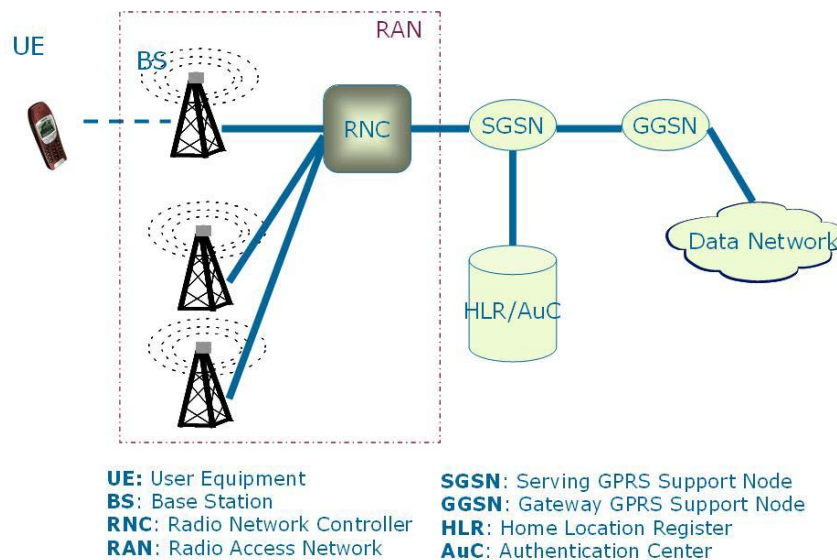 RAN
UE
BS
RNC
SGSN
GGSN
Data Network
HLR/AuC
UE: User Equipment
BS: Base Station
RNC: Radio Network Controller
RAN: Radio Access Network
SGSN: Serving GPRS Support Node
GGSN: Gateway GPRS Support Node
HLR: Home Location Register
AuC: Authentication Center